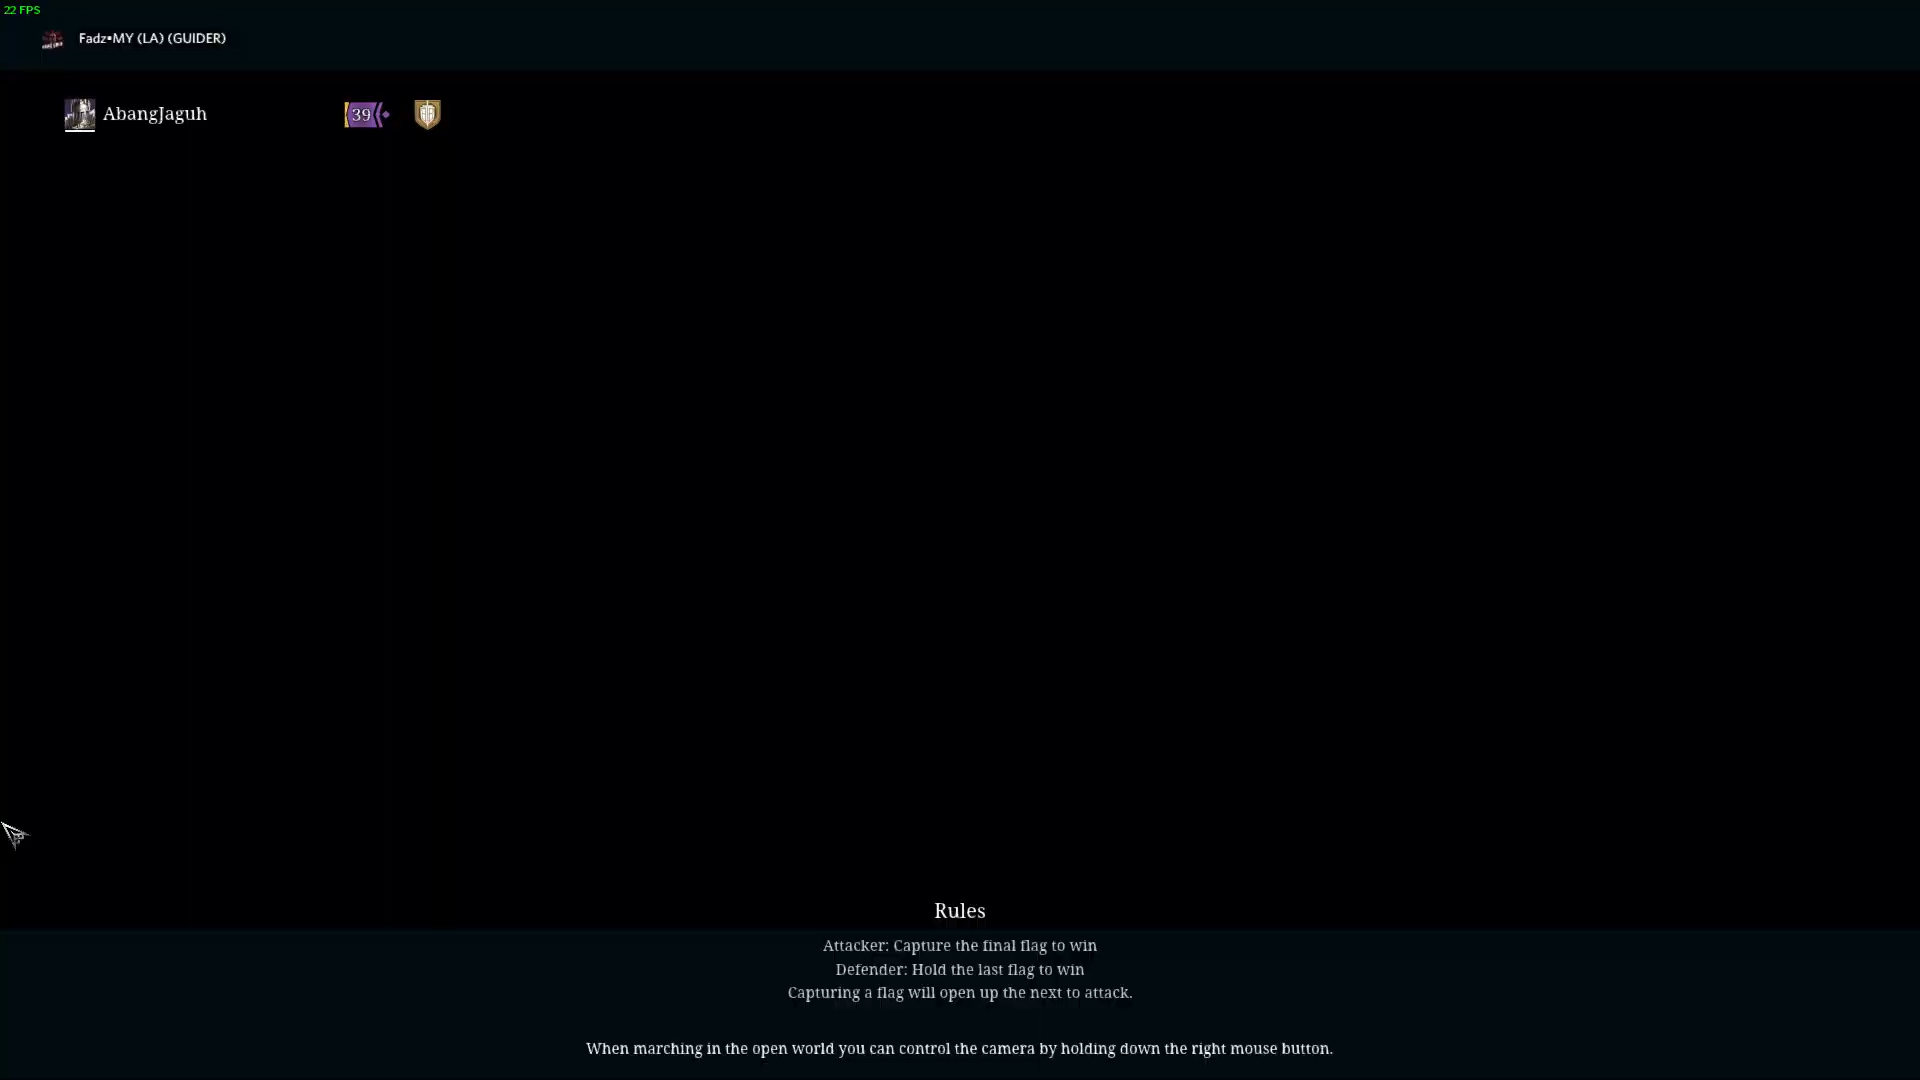 22 FPS
Fadz•MY (LA) (GUIDER)
AbangJaguh
39
Rules
Attacker: Capture the final flag to win
Defender: Hold the last flag to win
Capturing a flag will open up the next to attack.
When marching in the open world you can control the camera by holding down the right mouse button.